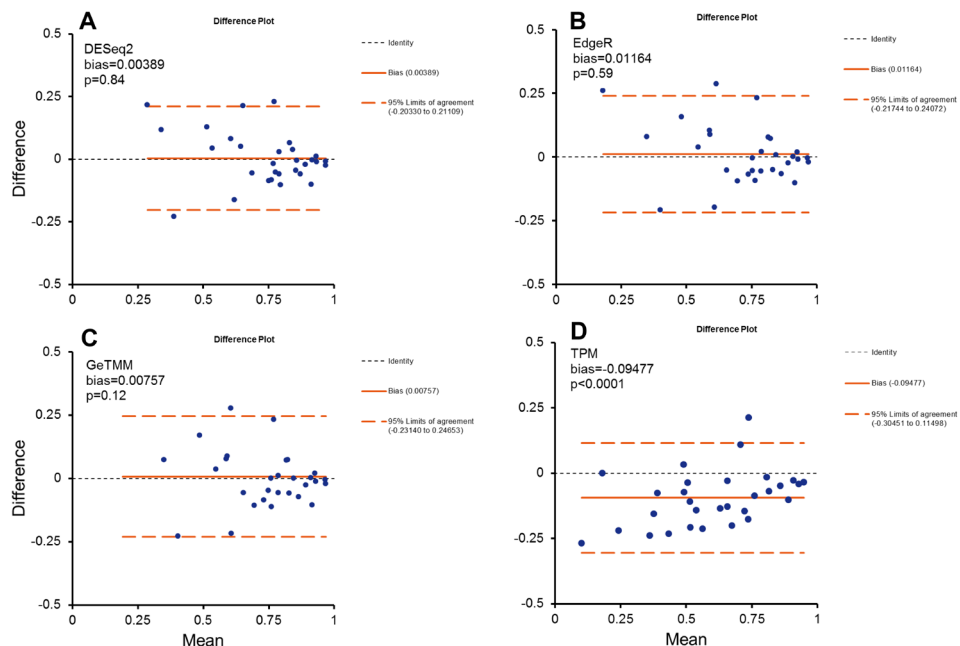 A
Difference Plot
DESeq2
bias=0.00389
p=0.84
Identity
Bias (0.00389)
95% Limits of agreement
(-0.20330 to 0.21109)
Difference
0.5
0.25
0
-0.25
-0.5
0
0.25
0.5
0.75
1
B
Difference Plot
EdgeR
bias=0.01164
p=0.59
Identity
Bias (0.01164)
95% Limits of agreement
(-0.21744 to 0.24072)
Difference
0.5
0.25
0
-0.25
-0.5
0
0.25
0.5
0.75
1
C
Difference Plot
GeTMM
bias=0.00757
p=0.12
Identity
Bias (0.00757)
95% Limits of agreement
(-0.23140 to 0.24653)
Difference
0.5
0.25
0
-0.25
-0.5
0
0.25
0.5
0.75
1
Mean
D
Difference Plot
TPM
bias=-0.09477
p<0.0001
Identity
Bias (-0.09477)
95% Limits of agreement
(-0.30451 to 0.11498)
Difference
0.5
0.25
0
-0.25
-0.5
0
0.25
0.5
0.75
1
Mean